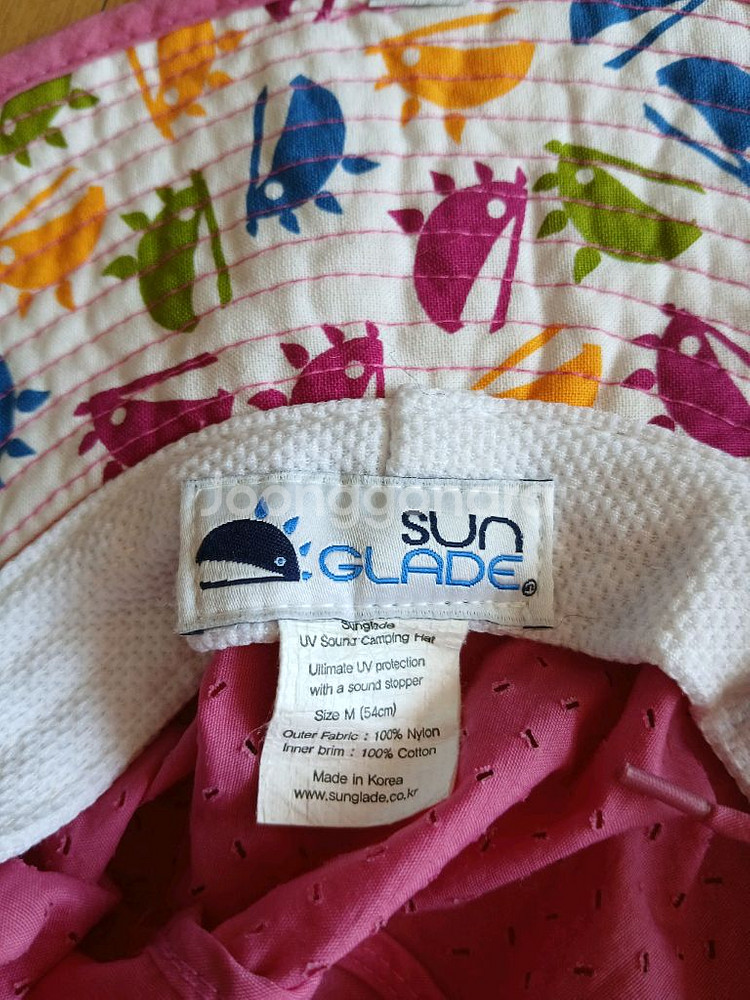 Joonggonara
SUN
GLADE
Sunglade
UV Sound Camping Hat
Ultimate UV protection
with a sound stopper
Size M (54cm)
Outer Fabric : 100% Nylon
Inner brim : 100% Cotton
Made in Korea
www.sunglade.co.kr